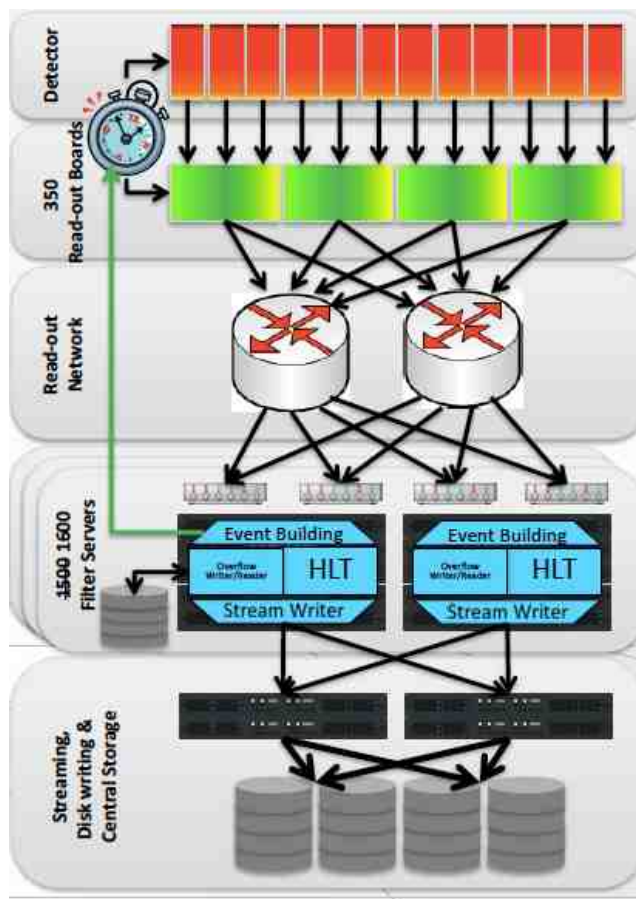 Detector
350
Read-out Boards
Read-out
Network
1500 1600
Filter Servers
Event Building
Overflow
Writer/Reader
HLT
Stream Writer
Event Building
Overflow
Writer/Reader
HLT
Stream Writer
Streaming,
Disk writing &
Central Storage